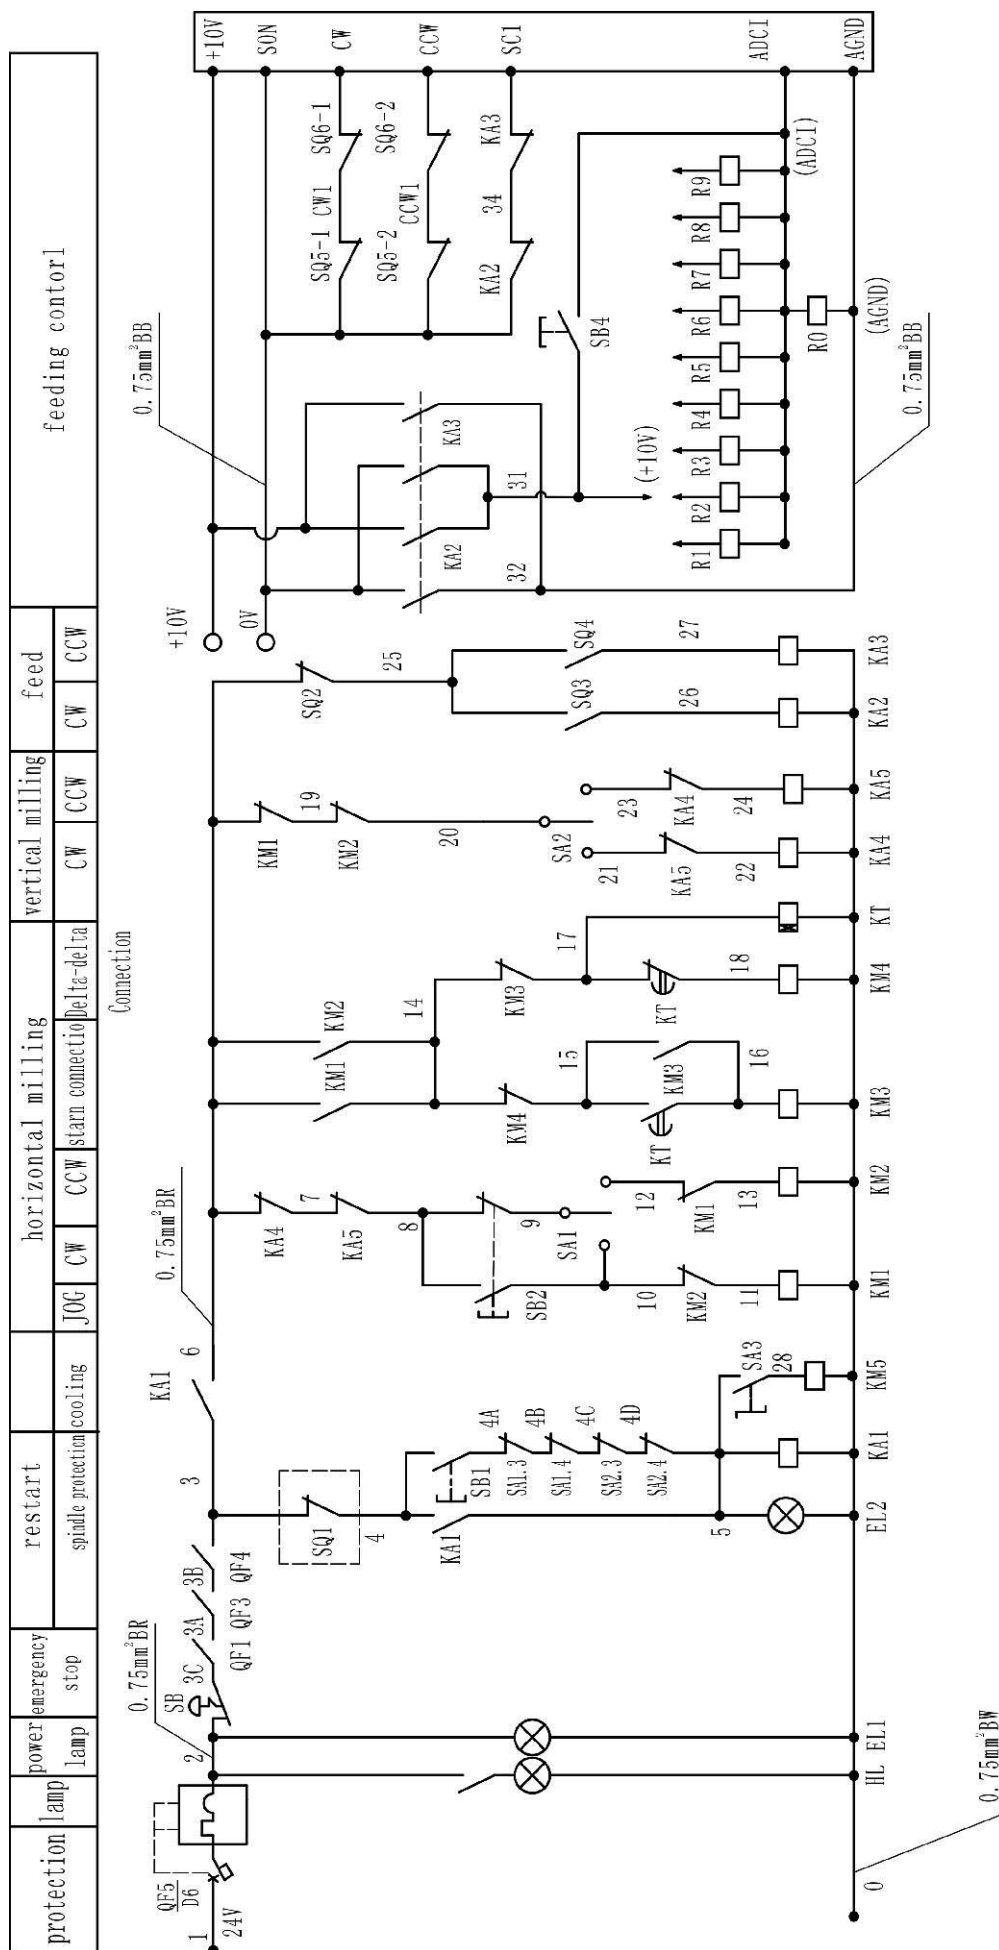 protection
lamp
power
lamp
emergency
stop
restart
spindle protection
cooling
horizontal milling
JOG
CW
CCW
starn connectio
Delta-delta
Connection
vertical milling
CW
CCW
feed
CW
CCW
feeding contorl
1
24V
QF5
D6
2
0.75mm²BR
SB
3C
QF1
3A
QF3
3B
QF4
3
KA1
6
0.75mm²BR
SQ1
4
KA1
SB1
4A
SA1.3
4B
SA1.4
4C
SA2.3
4D
SA2.4
5
SA3
28
KA4
7
KA5
8
SB2
9
SA1
10
KM2
11
12
KM1
13
KM1
KM2
14
KM4
15
KT
KM3
16
KM3
17
KT
18
KM1
19
KM2
20
SA2
21
KA5
22
23
KA4
24
SQ2
25
SQ3
26
SQ4
27
+10V
0V
0.75mm²BB
KA2
KA3
31
32
(+10V)
SB4
SQ5-1
CW1
SQ6-1
SQ5-2
CCW1
SQ6-2
KA2
34
KA3
+10V
SON
CW
CCW
SC1
ADCI
AGND
R1
R2
R3
R4
R5
R6
R7
R8
R9
(ADCI)
R0
(AGND)
0.75mm²BB
0
0.75mm²BW
HL
EL1
EL2
KA1
KM5
KM1
KM2
KM3
KM4
KT
KA4
KA5
KA2
KA3